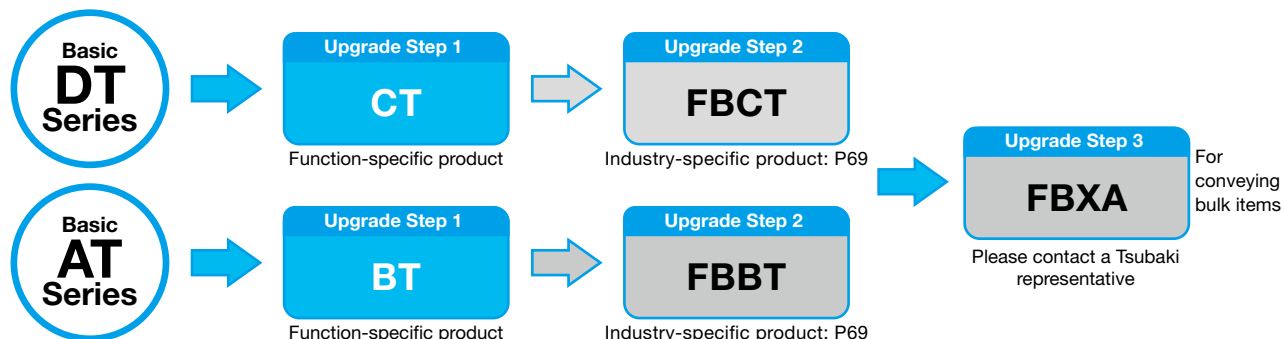 Basic
DT
Series
Upgrade Step 1
CT
Function-specific product
Upgrade Step 2
FBCT
Industry-specific product: P69
Basic
AT
Series
Upgrade Step 1
BT
Function-specific product
Upgrade Step 2
FBBT
Industry-specific product: P69
Upgrade Step 3
FBXA
For
conveying
bulk items
Please contact a Tsubaki
representative